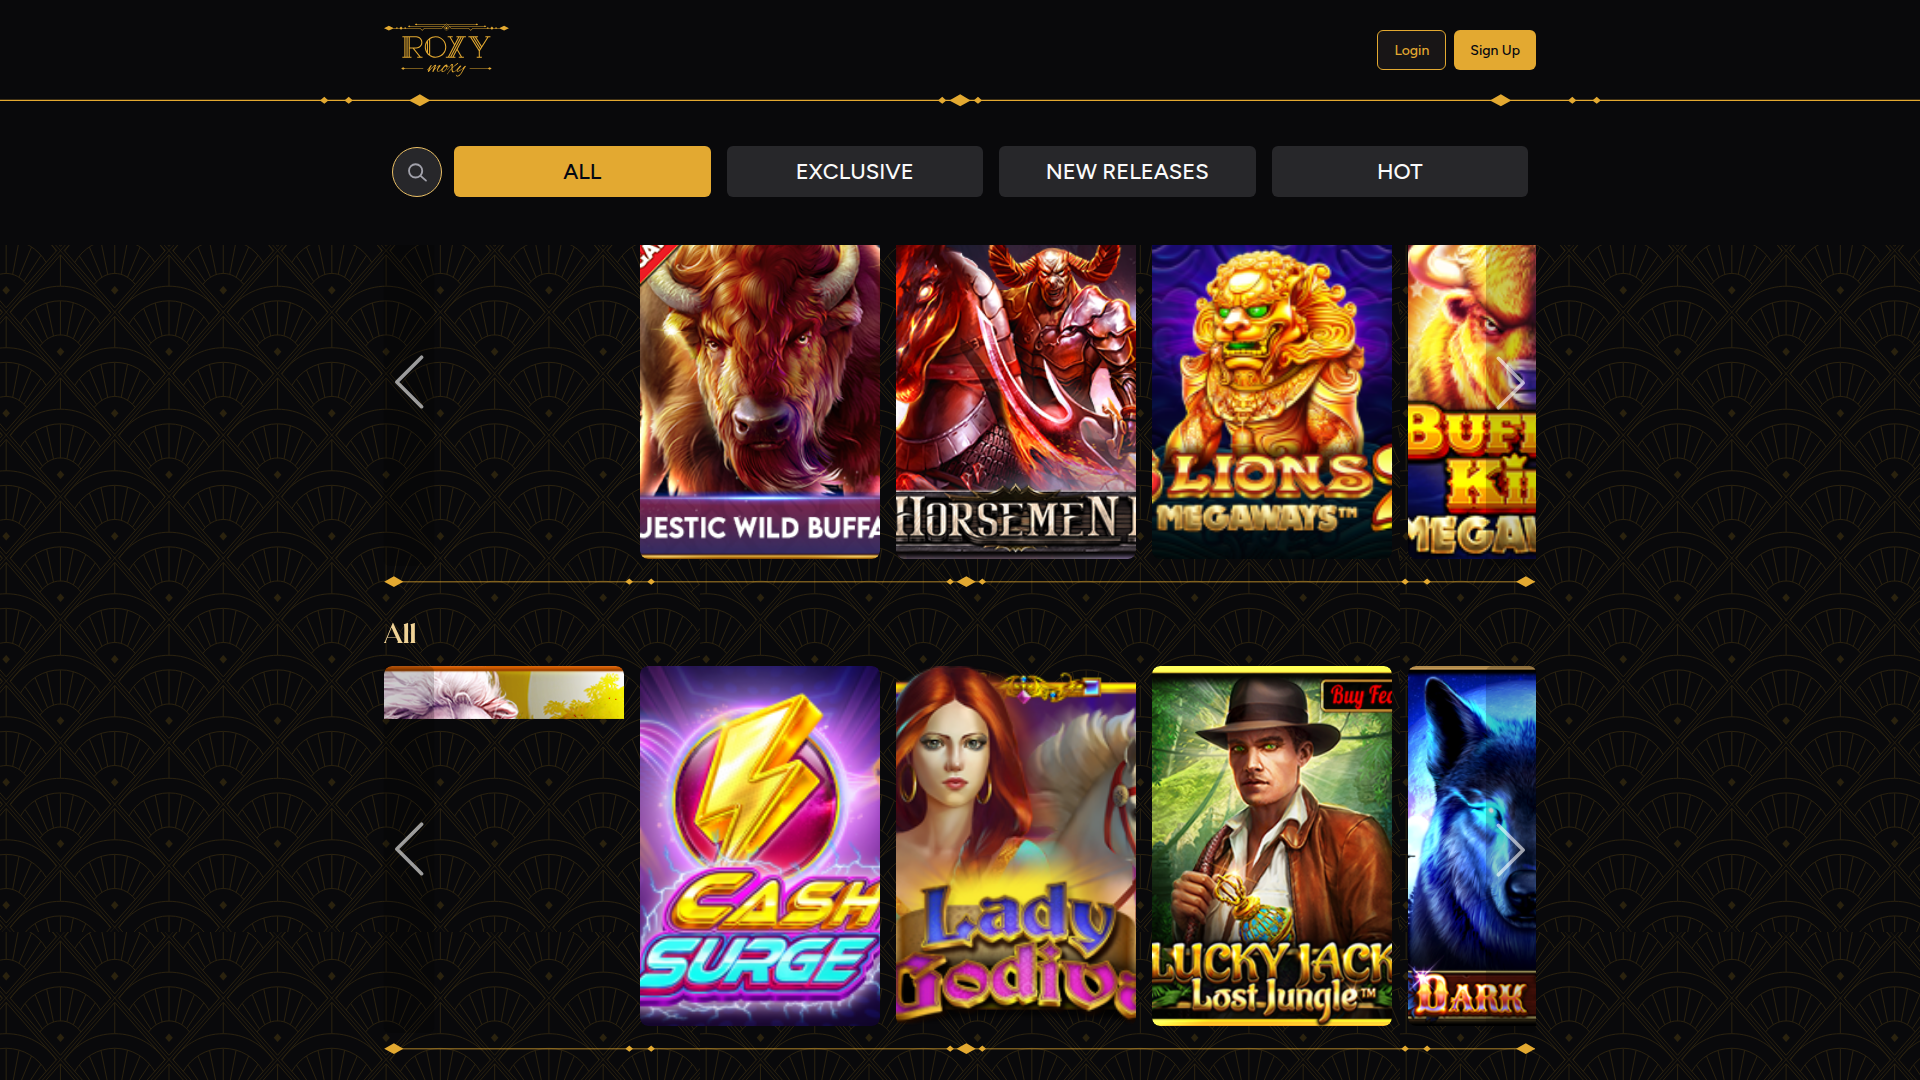 ROXY
moxy
Login
Sign Up
ALL
EXCLUSIVE
NEW RELEASES
HOT
JESTIC WILD BUFFA
HORSEMEN
LIONS 2
MEGAWAYS™
BUFF
KI
MEGAW
All
CASH
SURGE
Lady
Godiva
Buy Fea
LUCKY JACK
Lost Jungle™
DARK